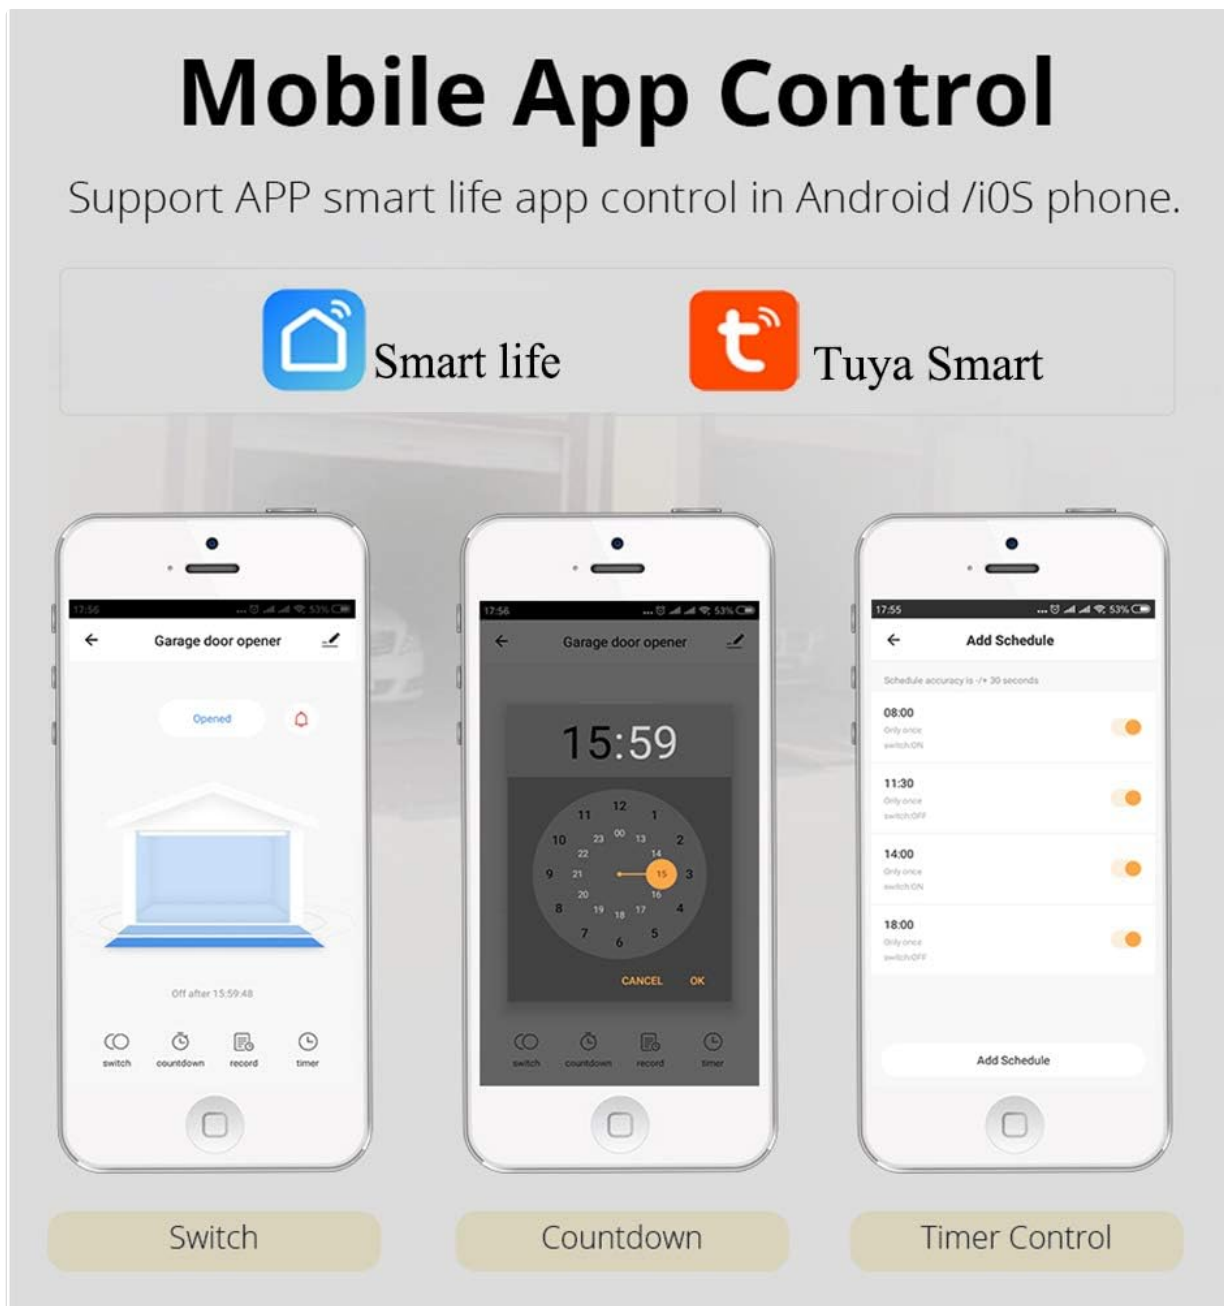 Mobile App Control
Support APP smart life app control in Android /i0S phone.
Smart life
Tuya Smart
17:56
... 53%
Garage door opener
Opened
Off after 15:59:48
switch countdown record timer
17:56
... 53%
Garage door opener
15:59
12
11 1
10 23 00 13 2
22 14
9 21 15 3
20 16
8 19 18 17 4
7 6 5
CANCEL OK
switch countdown record timer
17:55
... 53%
Add Schedule
Schedule accuracy is -/+ 30 seconds
08:00
Only once
switch:ON
11:30
Only once
switch:OFF
14:00
Only once
switch:ON
18:00
Only once
switch:OFF
Add Schedule
Switch
Countdown
Timer Control